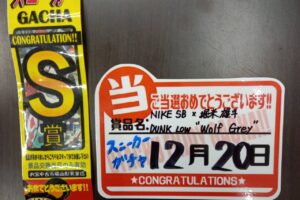 GACHA
CONGRATULATION!!
S
賞
当
ご当選おめでとうございます!!
NIKE SB × 堀米雄斗
賞品名: DUNK LOW "Wolf Grey"
スニーカー
ガチャ
12月20日
★CONGRATULATIONS★